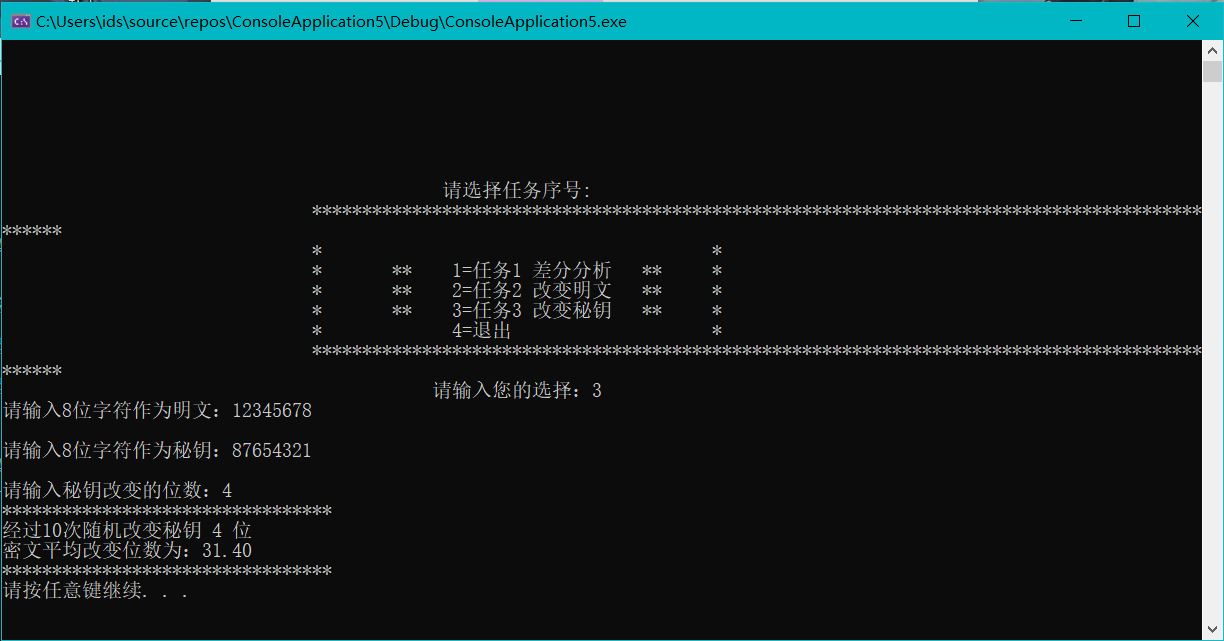 C:\Users\ids\source\repos\ConsoleApplication5\Debug\ConsoleApplication5.exe
请选择任务序号:
*****************************************************************************************
******
* *
* ** 1=任务1 差分分析 ** *
* ** 2=任务2 改变明文 ** *
* ** 3=任务3 改变秘钥 ** *
* 4=退出 *
*****************************************************************************************
******
请输入您的选择: 3
请输入8位字符作为明文: 12345678
请输入8位字符作为秘钥: 87654321
请输入秘钥改变的位数: 4
*********************************
经过10次随机改变秘钥 4 位
密文平均改变位数为: 31.40
*********************************
请按任意键继续. . .